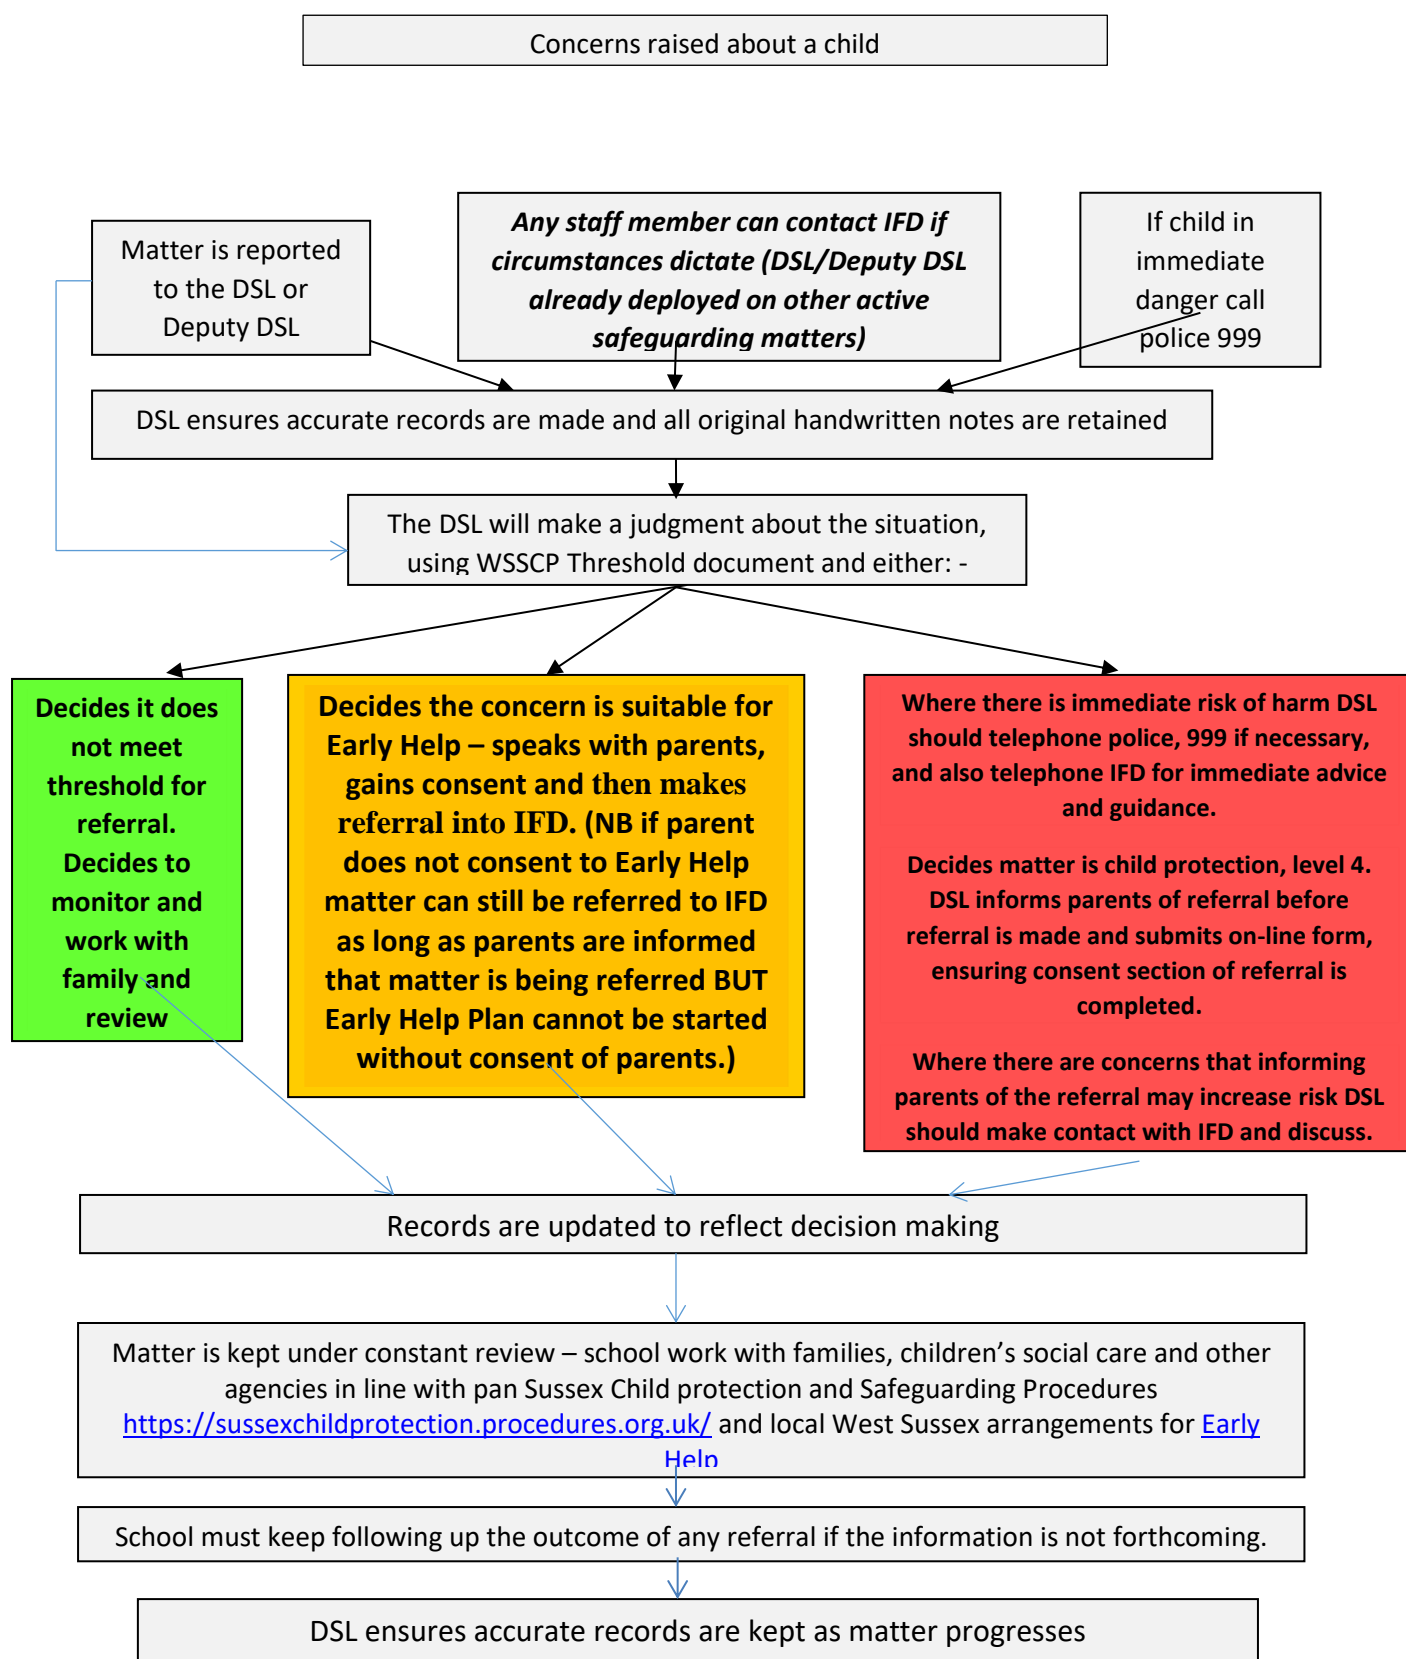 Concerns raised about a child
Matter is reported
to the DSL or
Deputy DSL
Any staff member can contact IFD if
circumstances dictate (DSL/Deputy DSL
already deployed on other active
safeguarding matters)
If child in
immediate
danger call
police 999
DSL ensures accurate records are made and all original handwritten notes are retained
The DSL will make a judgment about the situation,
using WSSCP Threshold document and either: -
Decides it does
not meet
threshold for
referral.
Decides to
monitor and
work with
family and
review
Decides the concern is suitable for
Early Help – speaks with parents,
gains consent and then makes
referral into IFD. (NB if parent
does not consent to Early Help
matter can still be referred to IFD
as long as parents are informed
that matter is being referred BUT
Early Help Plan cannot be started
without consent of parents.)
Where there is immediate risk of harm DSL
should telephone police, 999 if necessary,
and also telephone IFD for immediate advice
and guidance.
Decides matter is child protection, level 4.
DSL informs parents of referral before
referral is made and submits on-line form,
ensuring consent section of referral is
completed.
Where there are concerns that informing
parents of the referral may increase risk DSL
should make contact with IFD and discuss.
Records are updated to reflect decision making
Matter is kept under constant review – school work with families, children’s social care and other
agencies in line with pan Sussex Child protection and Safeguarding Procedures
https://sussexchildprotection.procedures.org.uk/ and local West Sussex arrangements for Early
Help
School must keep following up the outcome of any referral if the information is not forthcoming.
DSL ensures accurate records are kept as matter progresses